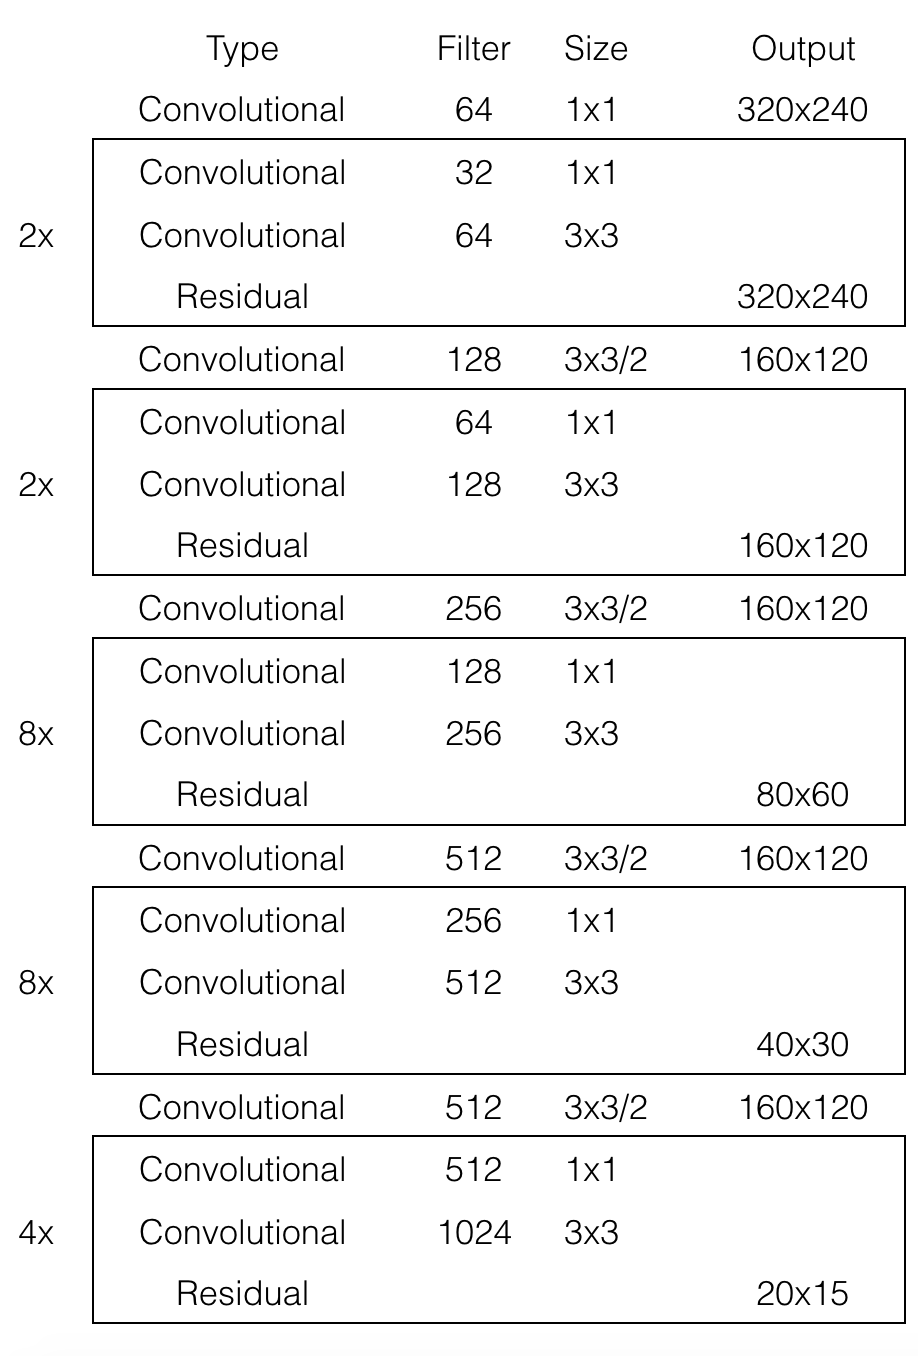 Type Filter Size Output
Convolutional 64 1x1 320x240
Convolutional 32 1x1
2x Convolutional 64 3x3
Residual 320x240
Convolutional 128 3x3/2 160x120
Convolutional 64 1x1
2x Convolutional 128 3x3
Residual 160x120
Convolutional 256 3x3/2 160x120
Convolutional 128 1x1
8x Convolutional 256 3x3
Residual 80x60
Convolutional 512 3x3/2 160x120
Convolutional 256 1x1
8x Convolutional 512 3x3
Residual 40x30
Convolutional 512 3x3/2 160x120
Convolutional 512 1x1
4x Convolutional 1024 3x3
Residual 20x15